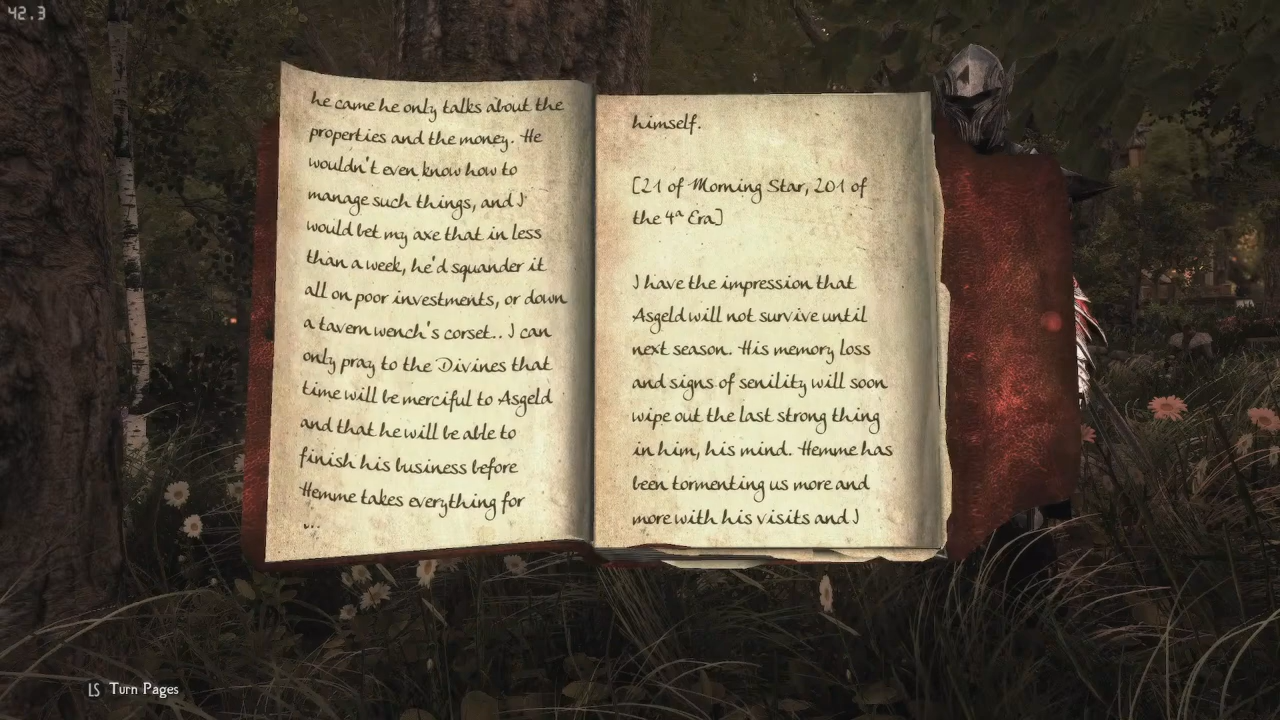 42.3
he came he only talks about the
properties and the money. He
wouldn't even know how to
manage such things, and I
would bet my axe that in less
than a week, he'd squander it
all on poor investments, or down
a tavern wench's corset.. I can
only pray to the Divines that
time will be merciful to Asgeld
and that he will be able to
finish his business before
Hemme takes everything for
himself.
[21 of Morning Star, 201 of
the 4ª Era]
I have the impression that
Asgeld will not survive until
next season. His memory loss
and signs of senility will soon
wipe out the last strong thing
in him, his mind. Hemme has
been tormenting us more and
more with his visits and I
LS Turn Pages